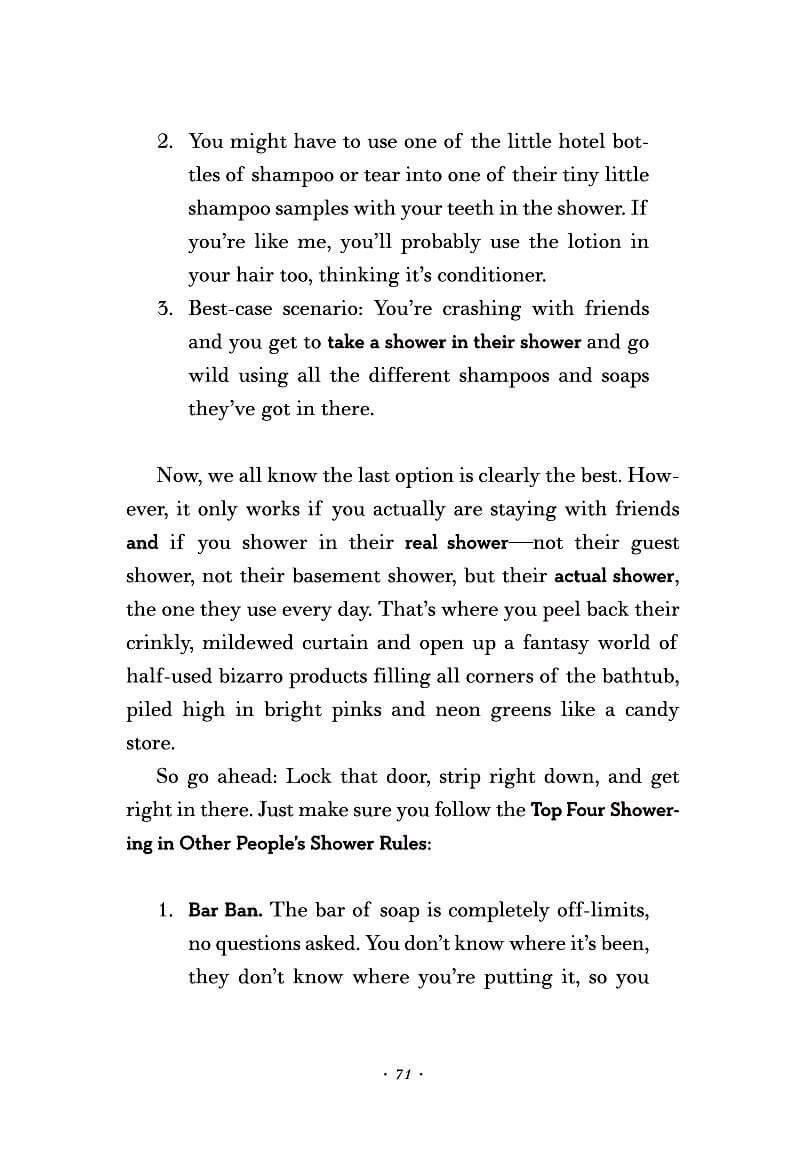 2. You might have to use one of the little hotel bot-
tles of shampoo or tear into one of their tiny little
shampoo samples with your teeth in the shower. If
you’re like me, you’ll probably use the lotion in
your hair too, thinking it’s conditioner.
3. Best-case scenario: You’re crashing with friends
and you get to take a shower in their shower and go
wild using all the different shampoos and soaps
they’ve got in there.
Now, we all know the last option is clearly the best. How-
ever, it only works if you actually are staying with friends
and if you shower in their real shower—not their guest
shower, not their basement shower, but their actual shower,
the one they use every day. That’s where you peel back their
crinkly, mildewed curtain and open up a fantasy world of
half-used bizarro products filling all corners of the bathtub,
piled high in bright pinks and neon greens like a candy
store.
So go ahead: Lock that door, strip right down, and get
right in there. Just make sure you follow the Top Four Shower-
ing in Other People’s Shower Rules:
1. Bar Ban. The bar of soap is completely off-limits,
no questions asked. You don’t know where it’s been,
they don’t know where you’re putting it, so you
· 71 ·